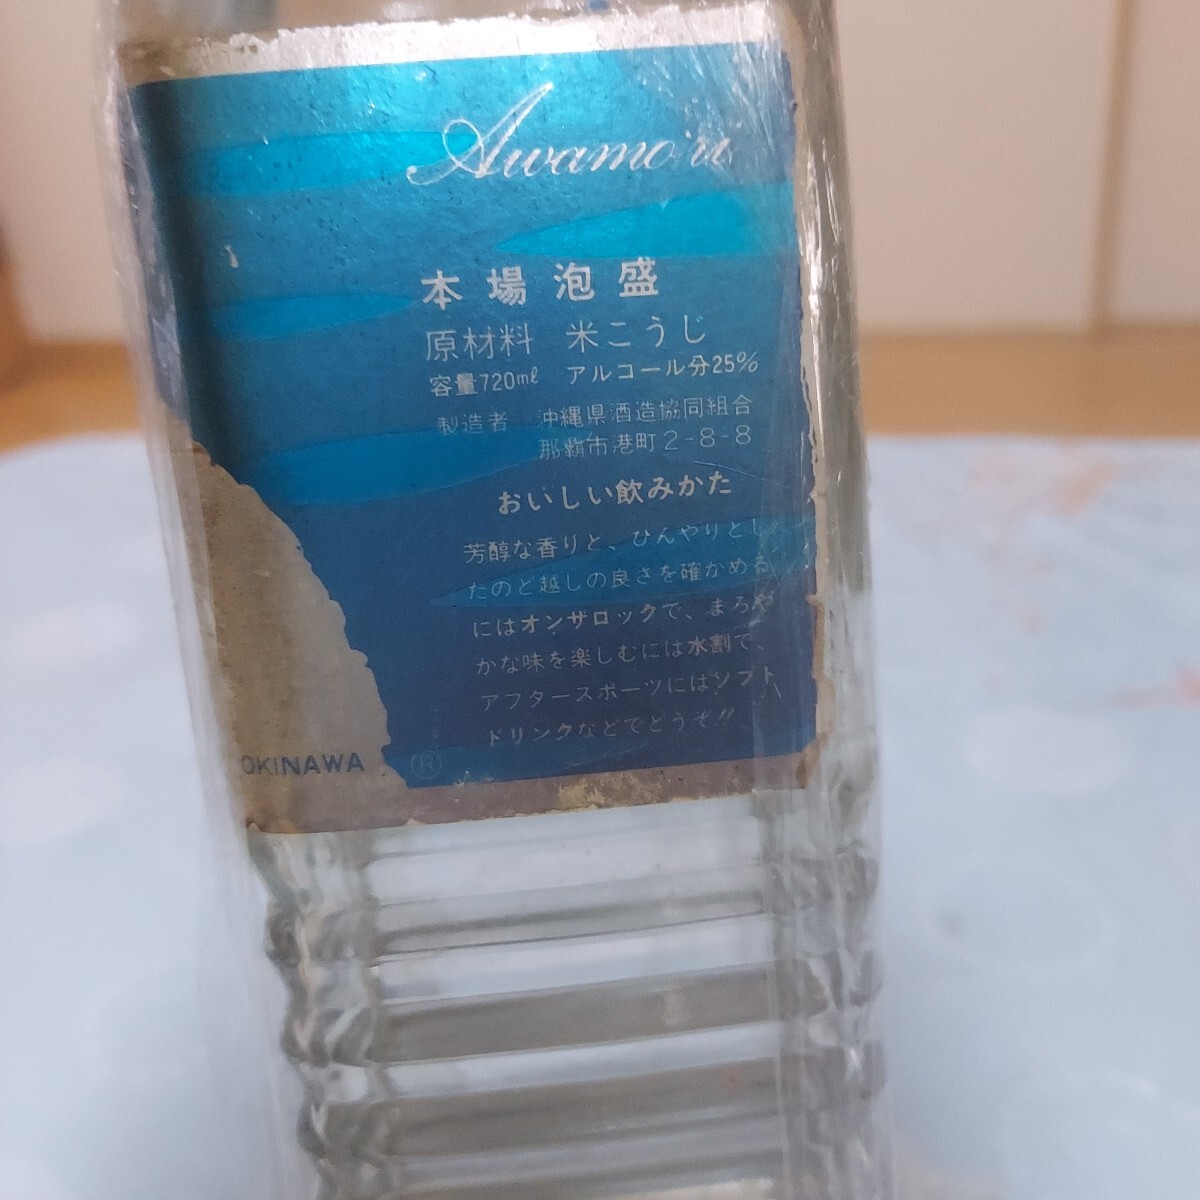 Awamori
本場泡盛
原材料 米こうじ
容量720ml アルコール分25%
製造者 沖縄県酒造協同組合
那覇市港町2-8-8
おいしい飲みかた
芳醇な香りと、ひんやりとし
たのど越しの良さを確かめる
にはオンザロックで、まろや
かな味を楽しむには水割で、
アフタースポーツにはソフト
ドリンクなどでどうぞ!!
OKINAWA ®